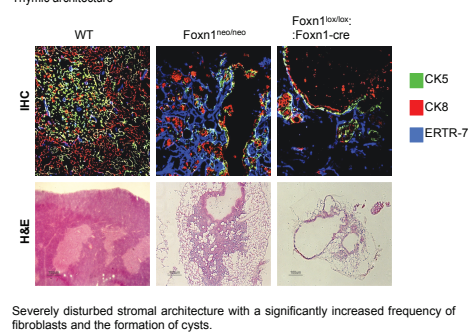 Thymic architecture
WT
Foxn1neo/neo
Foxn1lox/lox:
:Foxn1-cre
IHC
CK5
CK8
ERTR-7
H&E
Severely disturbed stromal architecture with a significantly increased frequency of
fibroblasts and the formation of cysts.